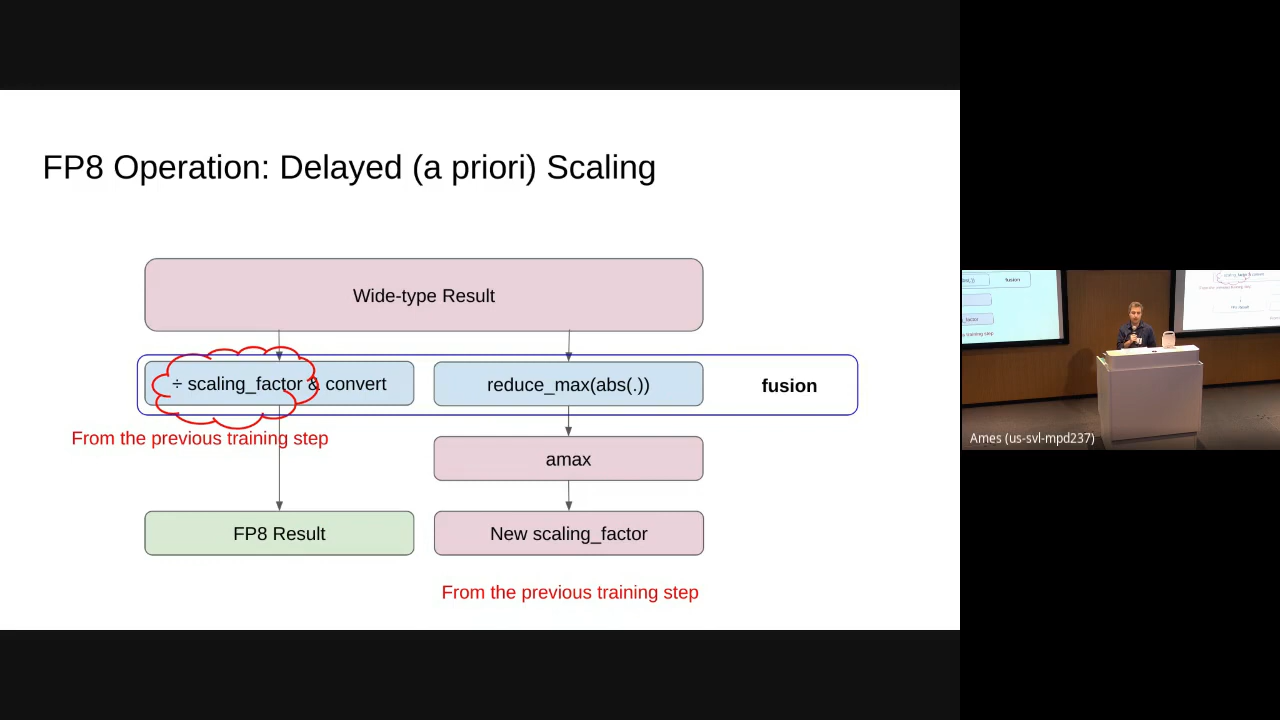 FP8 Operation: Delayed (a priori) Scaling
Wide-type Result
÷ scaling_factor & convert
reduce_max(abs(.))
fusion
From the previous training step
amax
FP8 Result
New scaling_factor
From the previous training step
fusion
Ames (us-svl-mpd237)